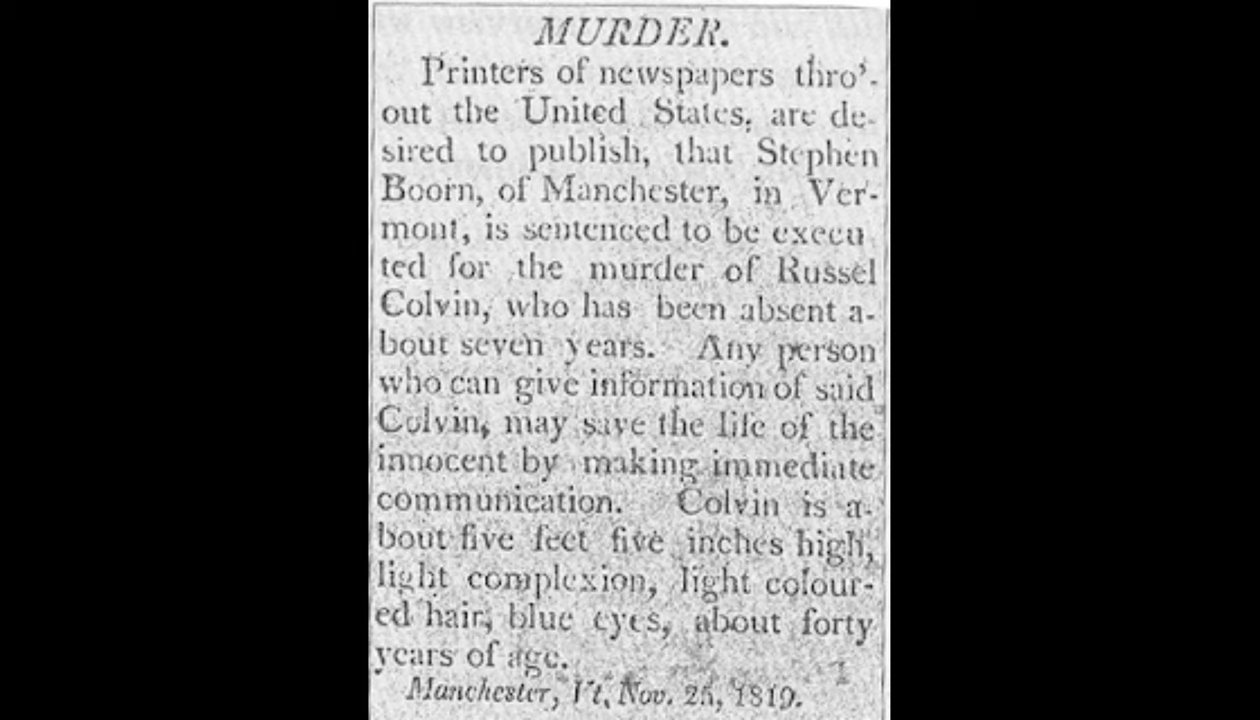 MURDER.
Printers of newspapers thro'-
out the United States, are de-
sired to publish, that Stephen
Boorn, of Manchester, in Ver-
mont, is sentenced to be execu
ted for the murder of Russel
Colvin, who has been absent a-
bout seven years. Any person
who can give information of said
Colvin, may save the life of the
innocent by making immediate
communication. Colvin is a-
bout five feet five inches high,
light complexion, light colour-
ed hair, blue eyes, about forty
years of age.
Manchester, Vt, Nov. 25, 1819.